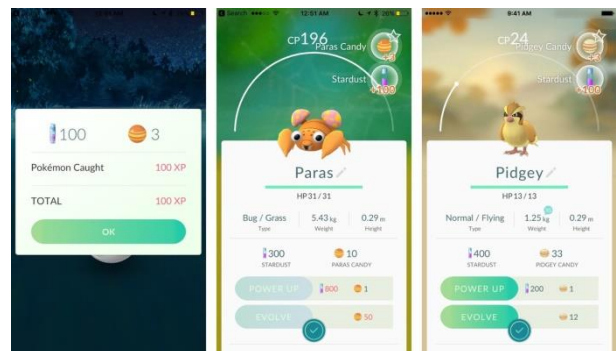 100 3
Pokémon Caught 100 XP
TOTAL 100 XP
OK
Search 12:51 AM 20%
CP196
Paras Candy
+3
Stardust
+100
Paras
HP 31 / 31
Bug / Grass 5.43 kg 0.29 m
Type Weight Height
300 10
STARDUST PARAS CANDY
POWER UP 800 1
EVOLVE 50
9:41 AM
CP24
Pidgey Candy
+3
Stardust
+100
Pidgey
HP 13 / 13
Normal / Flying 1.25 kg 0.29 m
Type Weight Height
400 33
STARDUST PIDGEY CANDY
POWER UP 200 1
EVOLVE 12